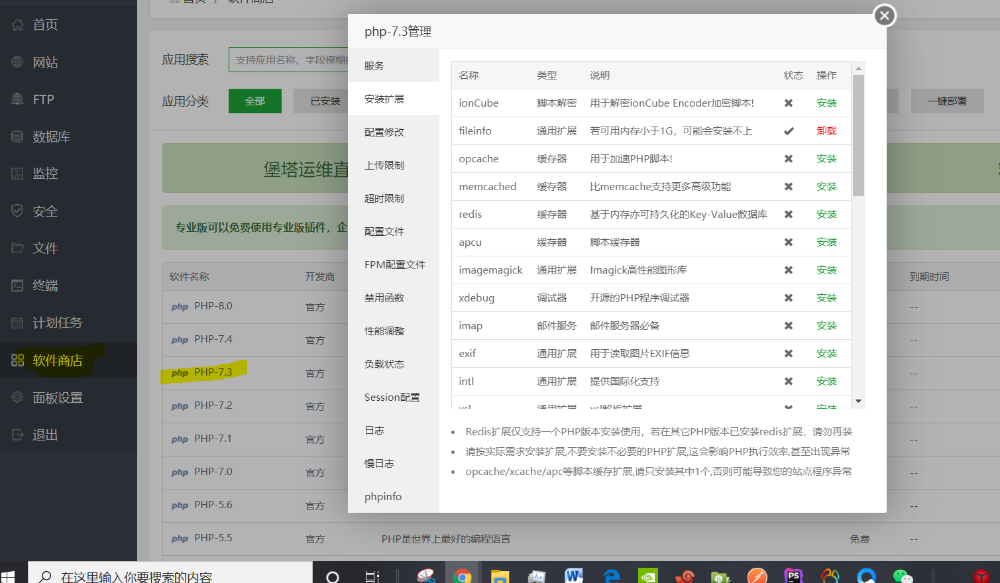 首页 / 软件商店
首页
网站
FTP
数据库
监控
安全
文件
终端
计划任务
软件商店
面板设置
退出
应用搜索
支持应用名称、字段模糊
应用分类
全部
已安装
一键部署
堡塔运维直
专业版可以免费使用专业版插件，企
软件名称 开发商 到期时间
php PHP-8.0 官方 --
php PHP-7.4 官方 --
php PHP-7.3 官方 --
php PHP-7.2 官方 --
php PHP-7.1 官方 --
php PHP-7.0 官方 --
php PHP-5.6 官方 --
php PHP-5.5 官方 PHP是世界上最好的编程语言 免费 --
php-7.3管理
服务
安装扩展
配置修改
上传限制
超时限制
配置文件
FPM配置文件
禁用函数
性能调整
负载状态
Session配置
日志
慢日志
phpinfo
名称 类型 说明 状态 操作
ionCube 脚本解密 用于解密ionCube Encoder加密脚本! 安装
fileinfo 通用扩展 若可用内存小于1G，可能会安装不上 卸载
opcache 缓存器 用于加速PHP脚本! 安装
memcached 缓存器 比memcache支持更多高级功能 安装
redis 缓存器 基于内存亦可持久化的Key-Value数据库 安装
apcu 缓存器 脚本缓存器 安装
imagemagick 通用扩展 Imagick高性能图形库 安装
xdebug 调试器 开源的PHP程序调试器 安装
imap 邮件服务 邮件服务器必备 安装
exif 通用扩展 用于读取图片EXIF信息 安装
intl 通用扩展 提供国际化支持 安装
xsl 通用扩展 xsl解析扩展 安装
Redis扩展仅支持一个PHP版本安装使用，若在其它PHP版本已安装redis扩展，请勿再装
请按实际需求安装扩展,不要安装不必要的PHP扩展,这会影响PHP执行效率,甚至出现异常
opcache/xcache/apc等脚本缓存扩展,请只安装其中1个,否则可能导致您的站点程序异常
在这里输入你要搜索的内容
PS